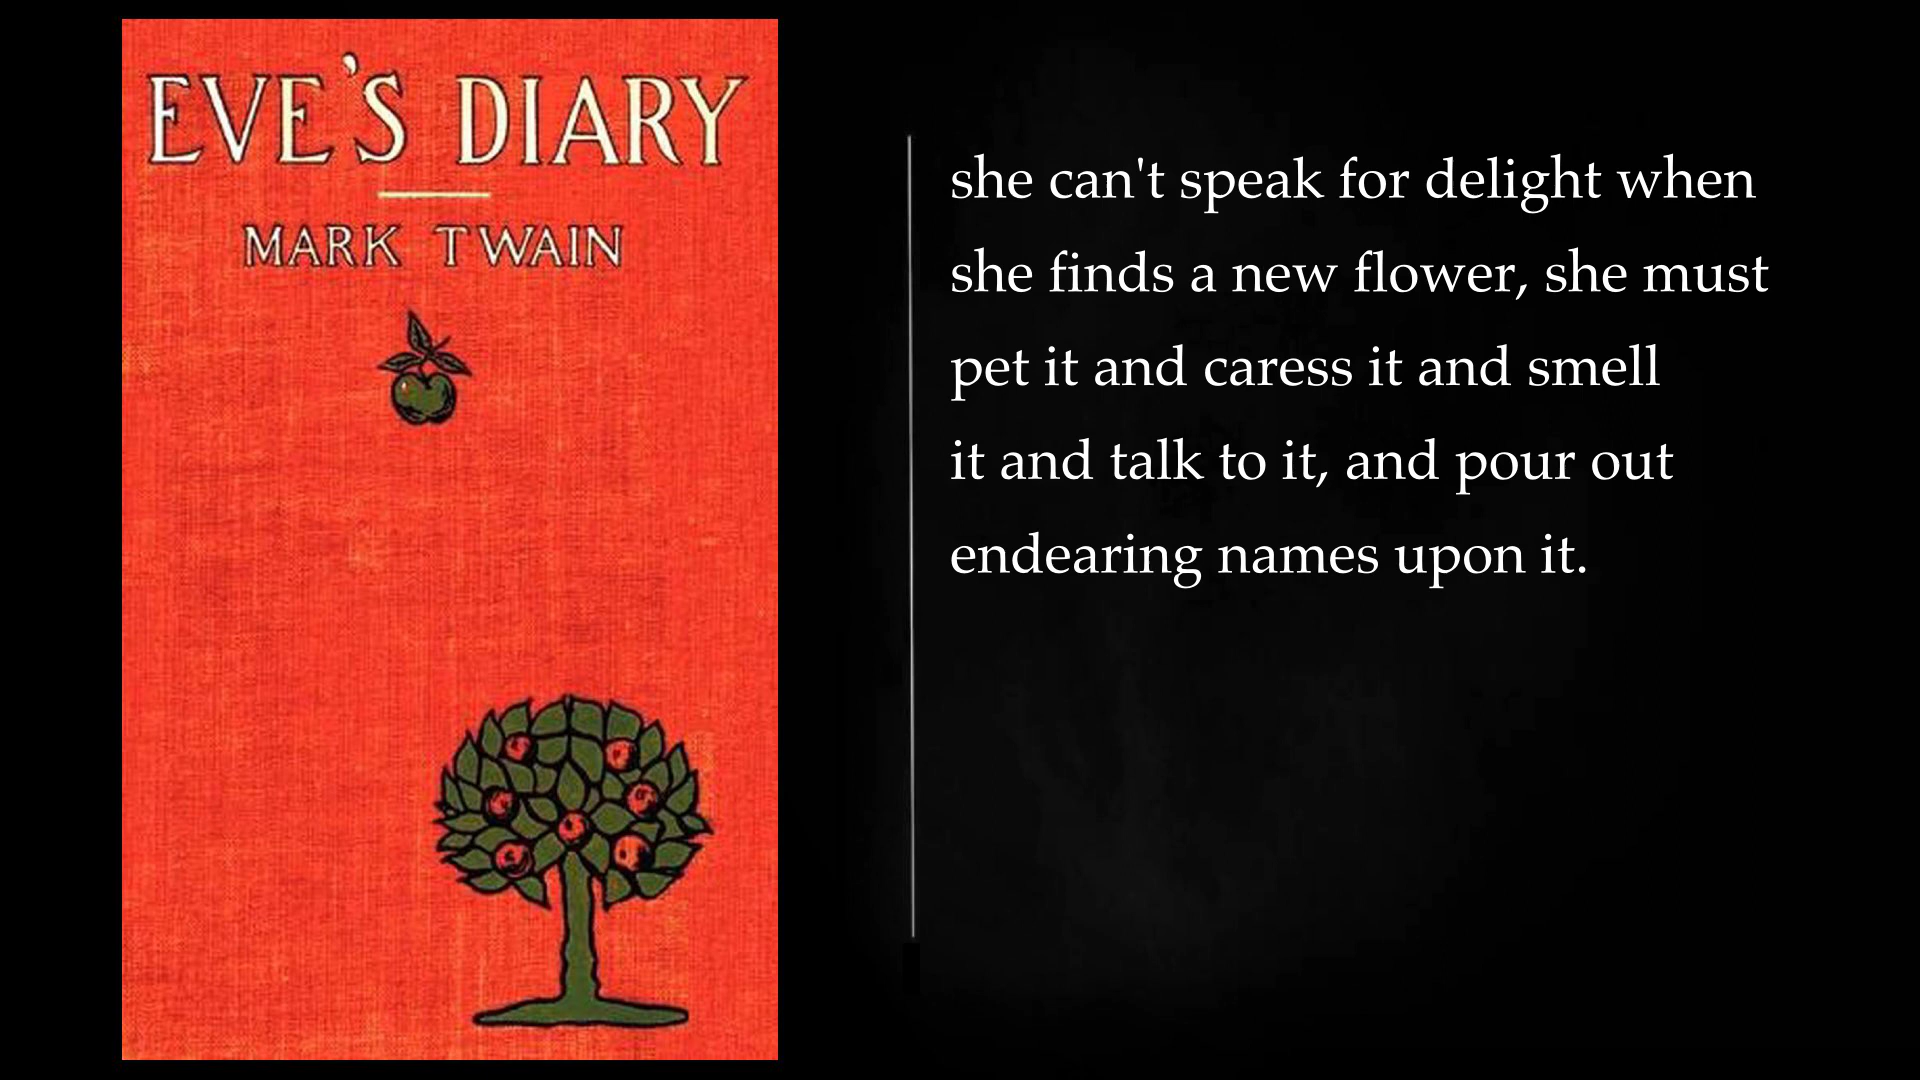 EVE'S DIARY
MARK TWAIN
she can't speak for delight when
she finds a new flower, she must
pet it and caress it and smell
it and talk to it, and pour out
endearing names upon it.